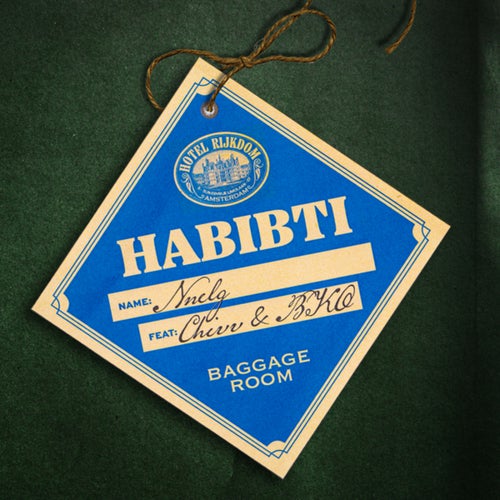 HOTEL RIJKDOM
AMSTERDAM
HABIBTI
NAME: Nnelg
FEAT: Chivv & BKO
BAGGAGE
ROOM